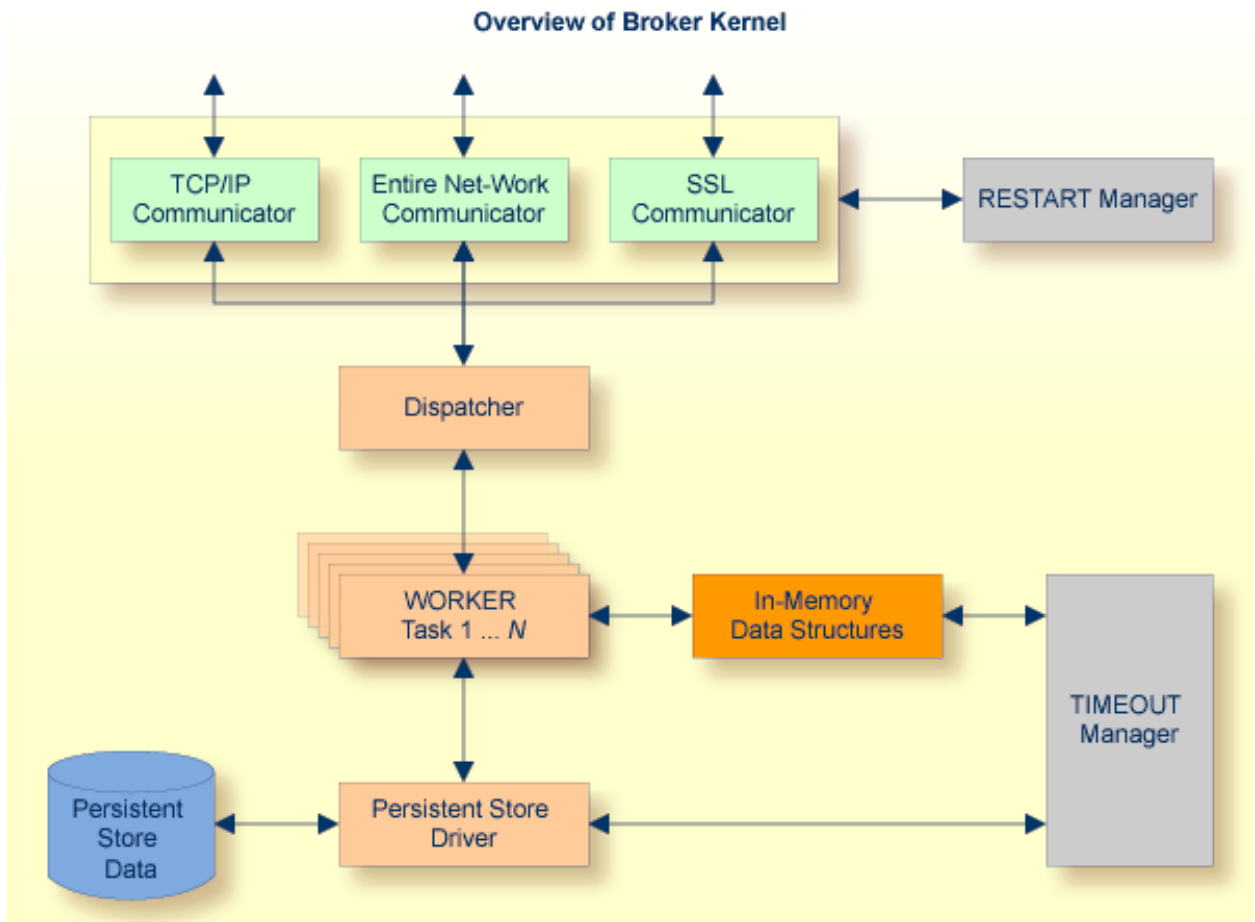 Overview of Broker Kernel
TCP/IP
Communicator
Entire Net-Work
Communicator
SSL
Communicator
RESTART Manager
Dispatcher
WORKER
Task 1 ... N
In-Memory
Data Structures
TIMEOUT
Manager
Persistent
Store
Data
Persistent Store
Driver